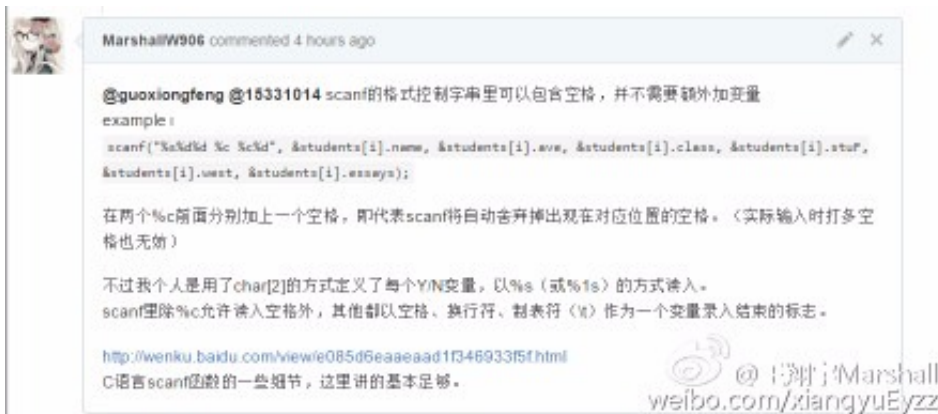 MarshallW906 commented 4 hours ago
@guoxiongfeng @15331014 scanf的格式控制字串里可以包含空格，并不需要额外加变量
example：
scanf("%s%d%d %c %c%d", &students[i].name, &students[i].ave, &students[i].class, &students[i].stuP,
&students[i].west, &students[i].essays);
在两个%c前面分别加上一个空格，即代表scanf将自动舍弃掉出现在对应位置的空格。（实际输入时打多空
格也无妨）
不过我个人是用了char[2]的方式定义了每个Y/N变量，以%s（或%1s）的方式读入。
scanf里除%c允许读入空格外，其他都以空格、换行符、制表符（\t）作为一个变量录入结束的标志。
http://wenku.baidu.com/view/e085d6eaaeaad1f346933f5f.html
C语言scanf函数的一些细节，这里讲的基本足够。
Marshall
weibo.com/xiangyuEyzz